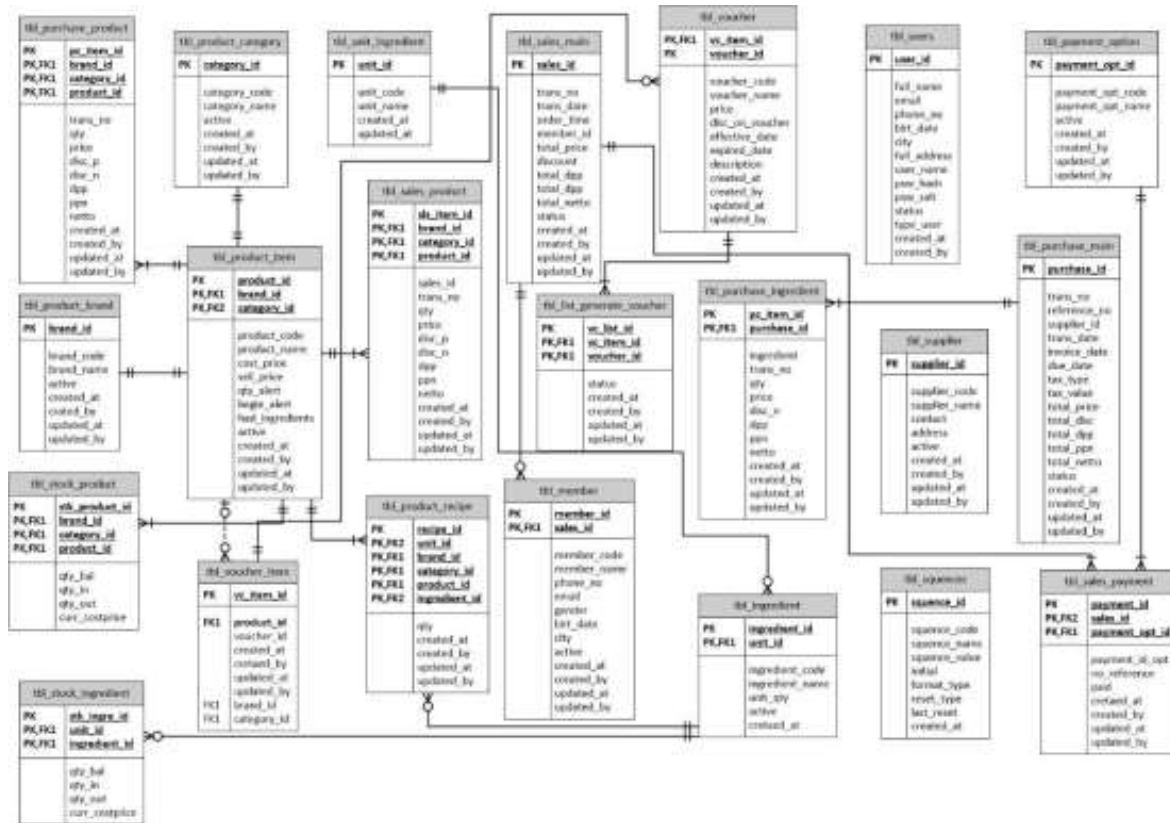 tbl_purchase_product
PK pc_item_id
PK,FK1 brand_id
PK,FK1 category_id
PK,FK1 product_id
trans_no
qty
price
disc_p
disc_n
dpp
ppn
netto
created_at
created_by
updated_at
updated_by
tbl_product_category
PK category_id
category_code
category_name
active
created_at
created_by
updated_at
updated_by
tbl_unit_ingredient
PK unit_id
unit_code
unit_name
created_at
updated_at
tbl_sales_main
PK sales_id
trans_no
trans_date
order_time
member_id
total_price
discount
total_dpp
total_ppn
total_netto
status
created_at
created_by
updated_at
updated_by
tbl_voucher
PK,FK1 vc_item_id
PK voucher_id
voucher_code
voucher_name
price
disc_on_voucher
effective_date
expired_date
description
created_at
created_by
updated_at
updated_by
tbl_users
PK user_id
full_name
email
phone_no
birt_date
city
full_address
user_name
pasw_hash
pasw_salt
status
type_user
created_at
created_by
tbl_payment_option
PK payment_opt_id
payment_opt_code
payment_opt_name
active
created_at
created_by
updated_at
updated_by
tbl_sales_product
PK sls_item_id
PK,FK1 brand_id
PK,FK1 category_id
PK,FK1 product_id
sales_id
trans_no
qty
price
disc_p
disc_n
dpp
ppn
netto
created_at
created_by
updated_at
updated_by
tbl_product_item
PK product_id
PK,FK1 brand_id
PK,FK2 category_id
product_code
product_name
cost_price
sell_price
qty_alert
begin_alert
had_ingredients
active
created_at
created_by
updated_at
updated_by
tbl_product_brand
PK brand_id
brand_code
brand_name
active
created_at
created_by
updated_at
updated_by
tbl_list_generate_voucher
PK vc_list_id
PK,FK1 vc_item_id
PK,FK1 voucher_id
status
created_at
created_by
updated_at
updated_by
tbl_purchase_ingredient
PK pc_item_id
PK,FK1 purchase_id
ingredient
trans_no
qty
price
disc_n
dpp
ppn
netto
created_at
created_by
updated_at
updated_by
tbl_supplier
PK supplier_id
supplier_code
supplier_name
contact
address
active
created_at
created_by
updated_at
updated_by
tbl_purchase_main
PK purchase_id
trans_no
reference_no
supplier_id
trans_date
invoice_date
due_date
tax_type
tax_value
total_price
total_disc
total_dpp
total_ppn
total_netto
status
created_at
created_by
updated_at
updated_by
tbl_stock_product
PK stk_product_id
PK,FK1 brand_id
PK,FK1 category_id
PK,FK1 product_id
qty_bal
qty_in
qty_out
curr_costprice
tbl_voucher_item
PK vc_item_id
FK1 product_id
voucher_id
created_at
cretaed_by
updated_at
updated_by
FK1 brand_id
FK1 category_id
tbl_product_recipe
PK recipe_id
PK,FK2 unit_id
PK,FK1 brand_id
PK,FK1 category_id
PK,FK1 product_id
PK,FK2 ingredient_id
qty
created_at
created_by
updated_at
updated_by
tbl_member
PK member_id
PK,FK1 sales_id
member_code
member_name
phone_no
email
gender
birt_date
city
active
created_at
created_by
updated_at
updated_by
tbl_ingredient
PK ingredient_id
PK,FK1 unit_id
ingredient_code
ingredient_name
unit_qty
active
cretaed_at
tbl_squences
PK squence_id
squence_code
squence_name
squence_value
initial
format_type
reset_type
last_reset
created_at
tbl_sales_payment
PK payment_id
PK,FK2 sales_id
PK,FK1 payment_opt_id
payment_id_opt
no_reference
paid
cretaed_at
created_by
updated_at
updated_by
tbl_stock_ingredient
PK stk_ingre_id
PK,FK1 unit_id
PK,FK1 ingredient_id
qty_bal
qty_in
qty_out
curr_costprice